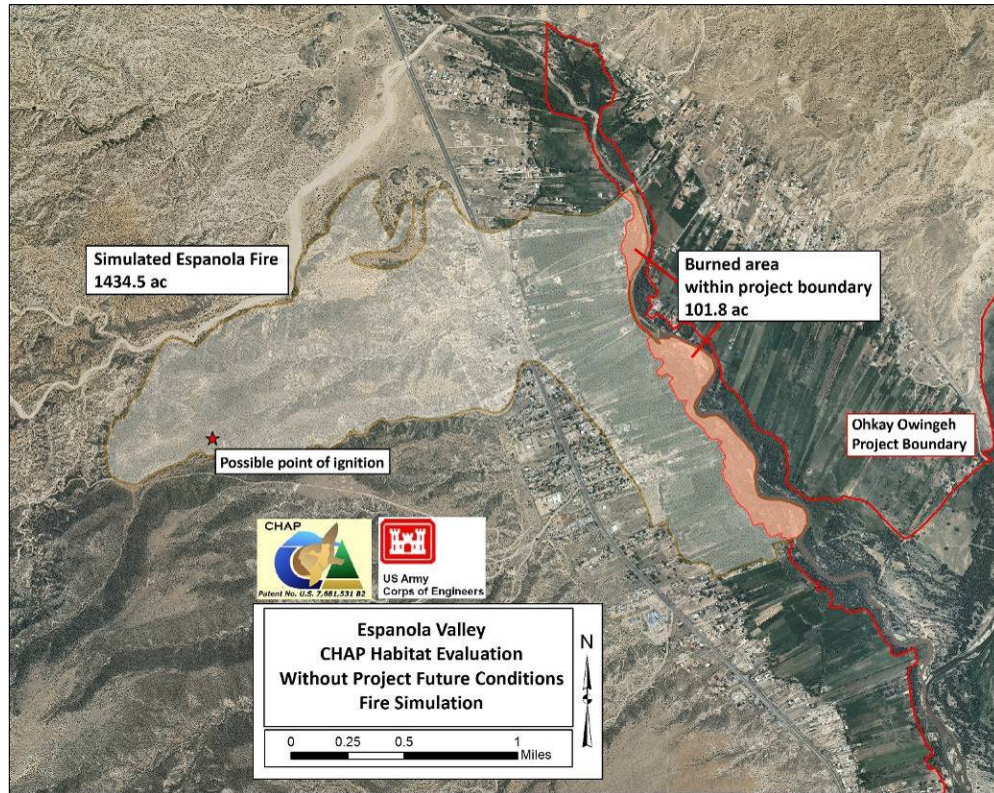 Simulated Espanola Fire
1434.5 ac
Burned area
within project boundary
101.8 ac
Ohkay Owingeh
Project Boundary
Possible point of ignition
CHAP
Patent No. U.S. 7,681,531 B2
US Army
Corps of Engineers
Espanola Valley
CHAP Habitat Evaluation
Without Project Future Conditions
Fire Simulation
N
0 0.25 0.5 1
Miles